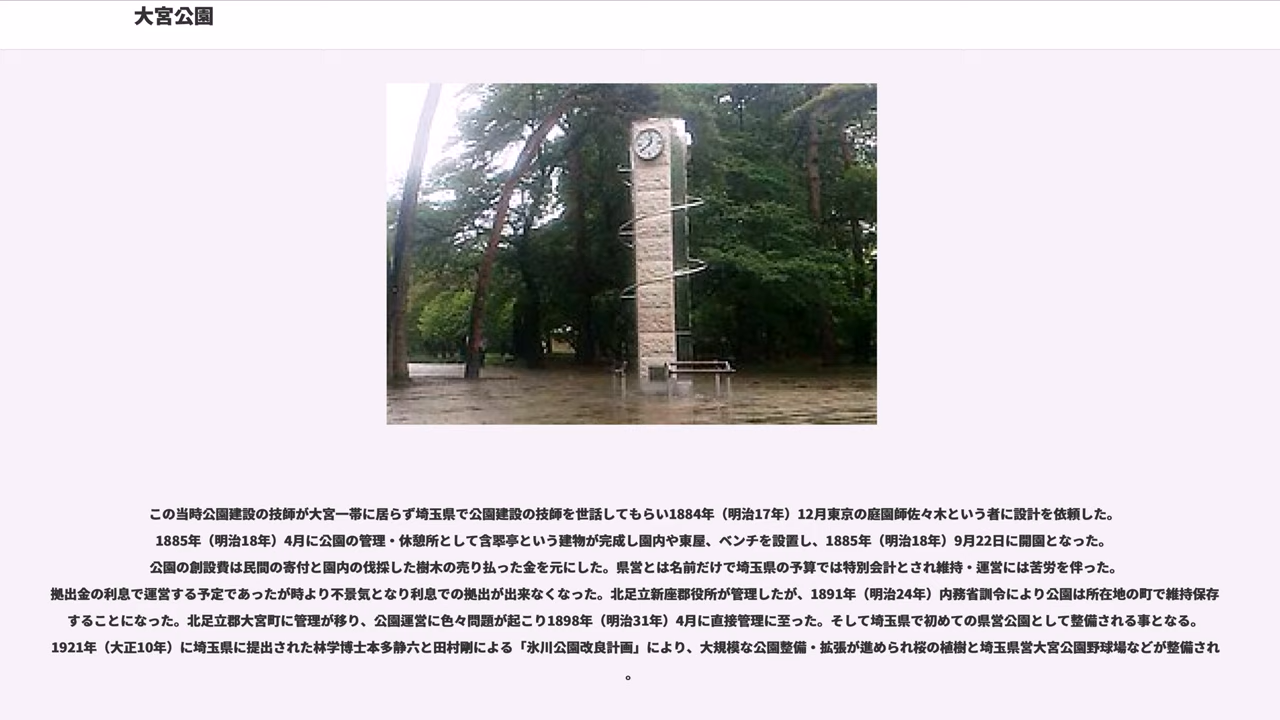 大宮公園
この当時公園建設の技師が大宮一帯に居らず埼玉県で公園建設の技師を世話してもらい1884年（明治17年）12月東京の庭園師佐々木という者に設計を依頼した。
1885年（明治18年）4月に公園の管理・休憩所として含翠亭という建物が完成し園内や東屋、ベンチを設置し、1885年（明治18年）9月22日に開園となった。
公園の創設費は民間の寄付と園内の伐採した樹木の売り払った金を元にした。県営とは名前だけで埼玉県の予算では特別会計とされ維持・運営には苦労を伴った。
拠出金の利息で運営する予定であったが時より不景気となり利息での拠出が出来なくなった。北足立新座郡役所が管理したが、1891年（明治24年）内務省訓令により公園は所在地の町で維持保存
することになった。北足立郡大宮町に管理が移り、公園運営に色々問題が起こり1898年（明治31年）4月に直接管理に至った。そして埼玉県で初めての県営公園として整備される事となる。
1921年（大正10年）に埼玉県に提出された林学博士本多静六と田村剛による「氷川公園改良計画」により、大規模な公園整備・拡張が進められ桜の植樹と埼玉県営大宮公園野球場などが整備され
。